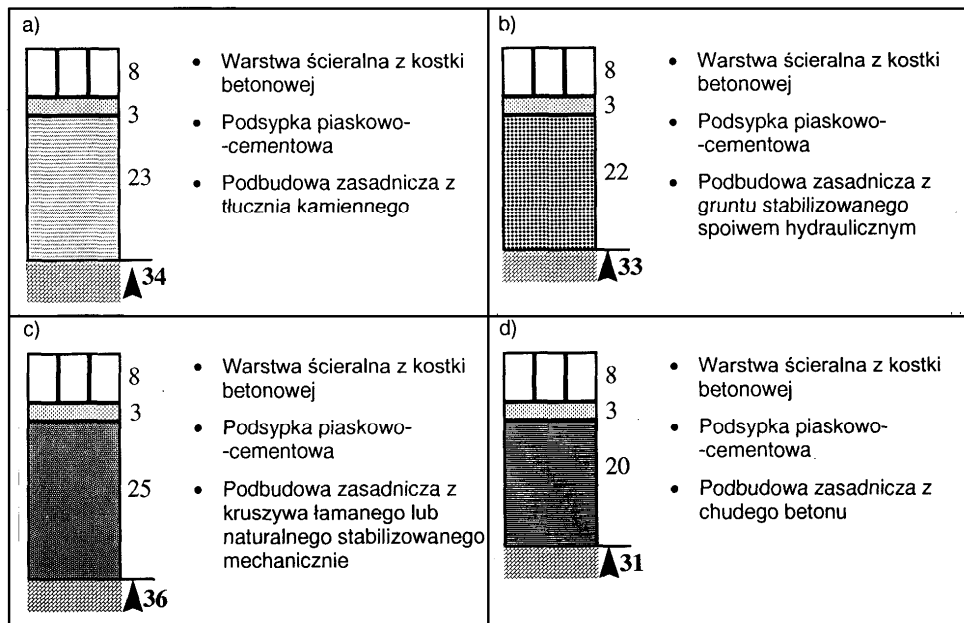 a)
8
3
23
34
• Warstwa ścieralna z kostki
betonowej
• Podsypka piaskowo-
-cementowa
• Podbudowa zasadnicza z
tłucznia kamiennego
b)
8
3
22
33
• Warstwa ścieralna z kostki
betonowej
• Podsypka piaskowo-
-cementowa
• Podbudowa zasadnicza z
gruntu stabilizowanego
spoiwem hydraulicznym
c)
8
3
25
36
• Warstwa ścieralna z kostki
betonowej
• Podsypka piaskowo-
-cementowa
• Podbudowa zasadnicza z
kruszywa łamanego lub
naturalnego stabilizowanego
mechanicznie
d)
8
3
20
31
• Warstwa ścieralna z kostki
betonowej
• Podsypka piaskowo-
-cementowa
• Podbudowa zasadnicza z
chudego betonu